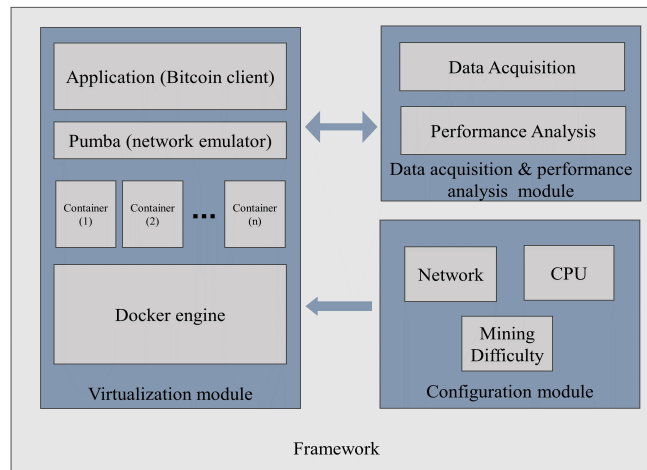 Application (Bitcoin client)
Pumba (network emulator)
Container
(1)
Container
(2)
...
Container
(n)
Docker engine
Virtualization module
Data Acquisition
Performance Analysis
Data acquisition & performance
analysis module
Network
CPU
Mining
Difficulty
Configuration module
Framework